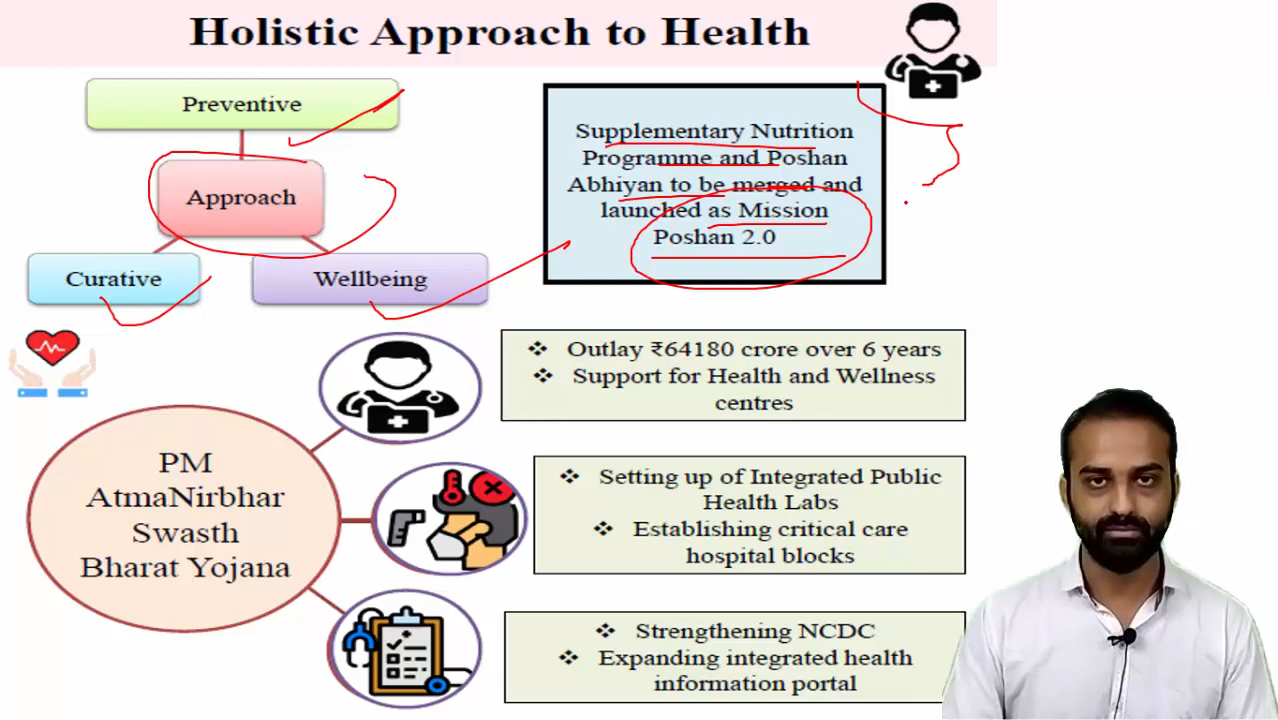 Holistic Approach to Health
Preventive
Approach
Curative
Wellbeing
Supplementary Nutrition
Programme and Poshan
Abhiyan to be merged and
launched as Mission
Poshan 2.0
PM
AtmaNirbhar
Swasth
Bharat Yojana
❖ Outlay ₹64180 crore over 6 years
❖ Support for Health and Wellness
centres
❖ Setting up of Integrated Public
Health Labs
❖ Establishing critical care
hospital blocks
❖ Strengthening NCDC
❖ Expanding integrated health
information portal